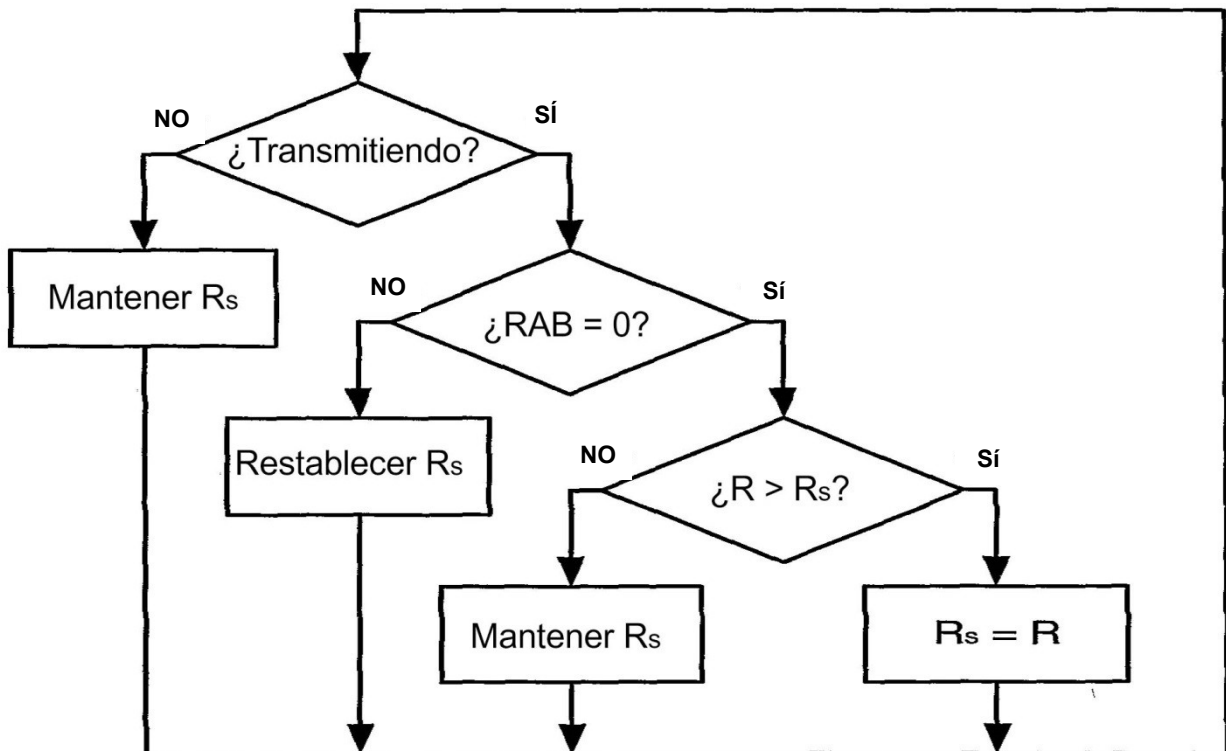 NO
SÍ
¿Transmitiendo?
Mantener Rs
NO
Sí
¿RAB = 0?
Restablecer Rs
NO
Sí
¿R > Rs?
Mantener Rs
Rs = R